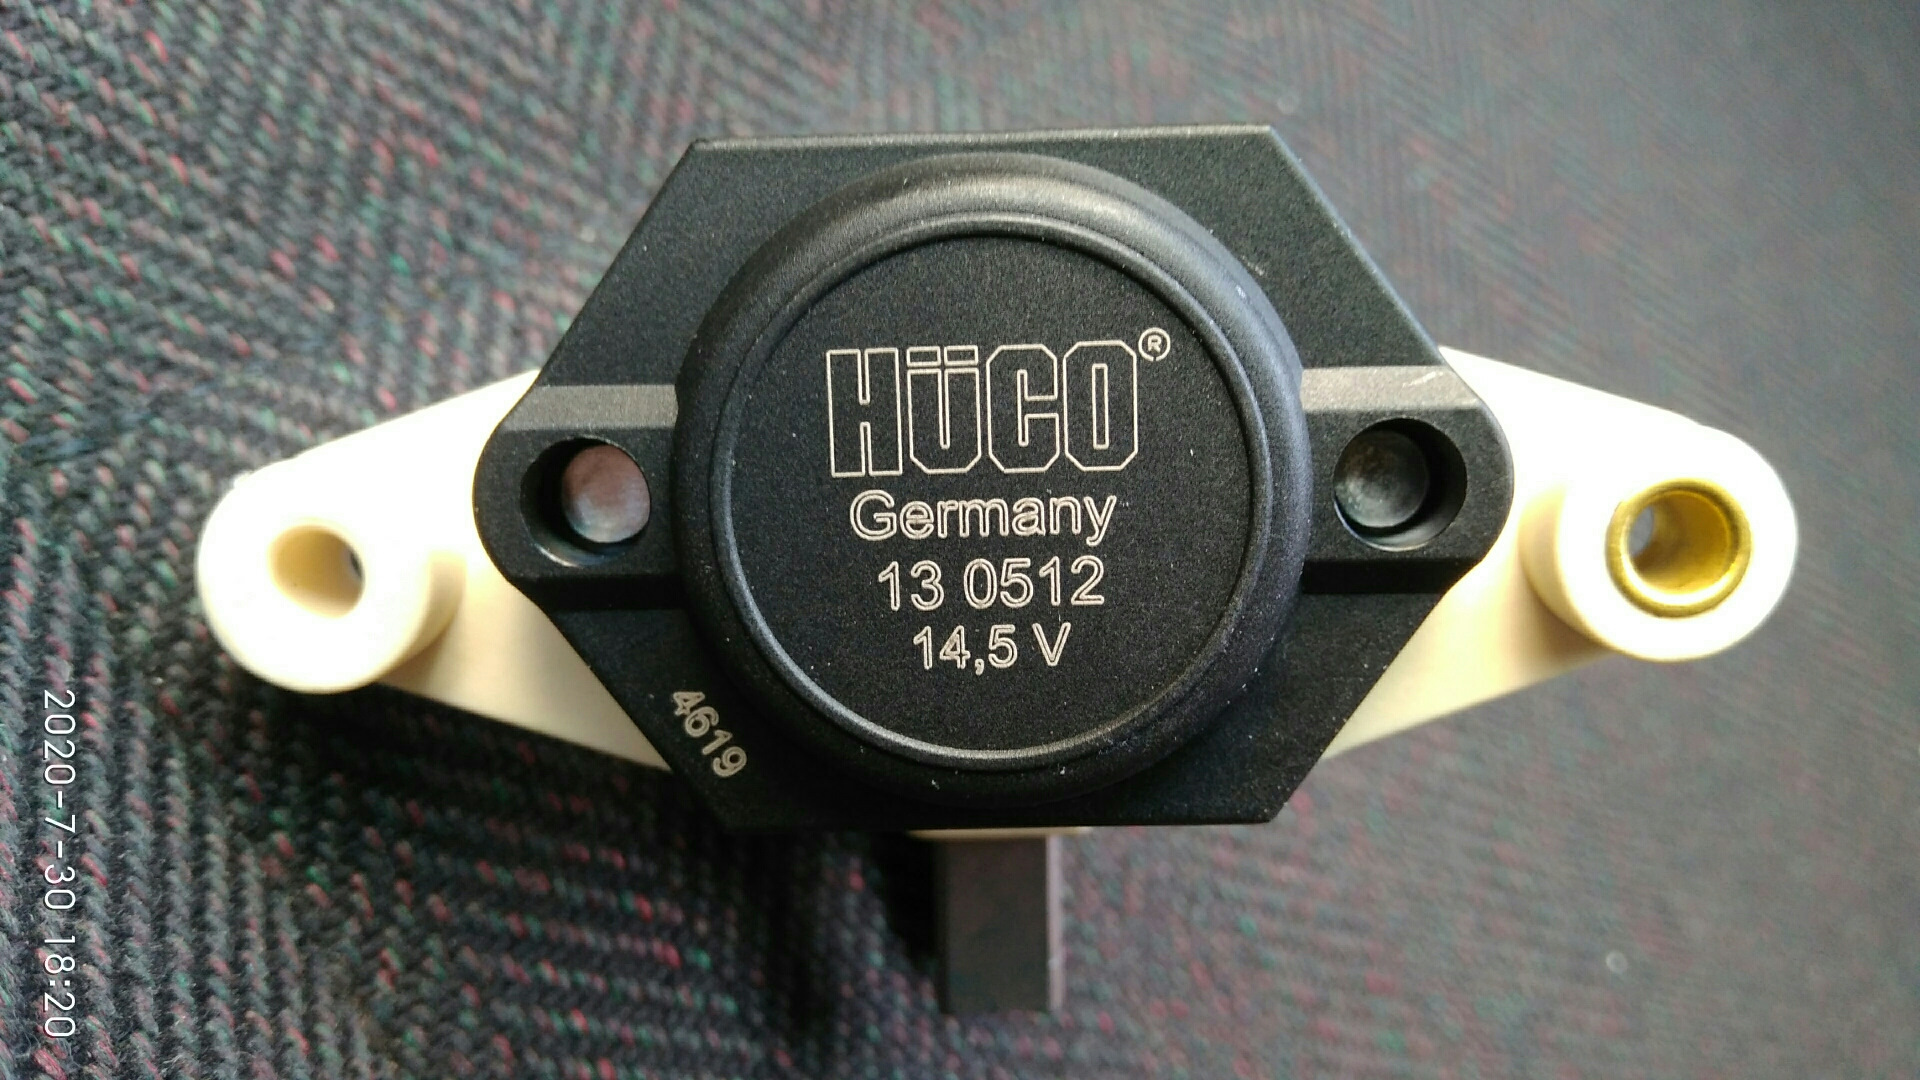 HÜCO®
Germany
13 0512
14,5 V
4619
2020-7-30 18:20